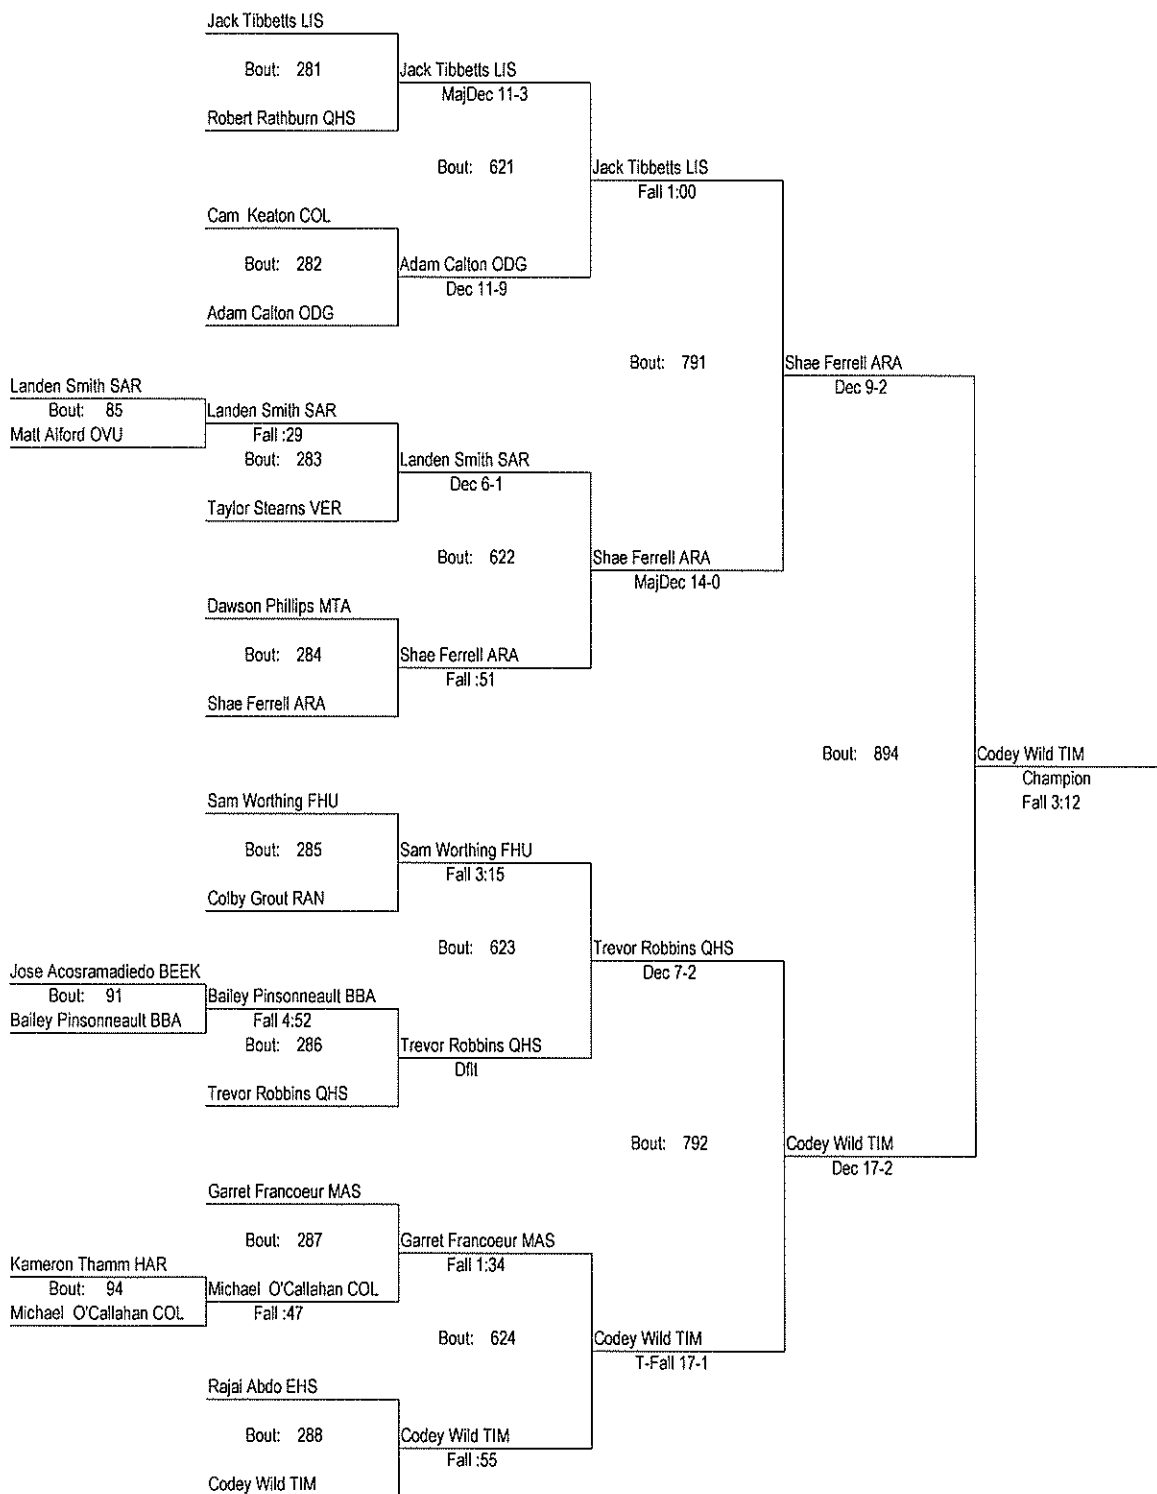 Jack Tibbetts LIS
Bout: 281
Jack Tibbetts LIS
MajDec 11-3
Robert Rathburn QHS
Bout: 621
Jack Tibbetts LIS
Fall 1:00
Cam Keaton COL
Bout: 282
Adam Calton ODG
Dec 11-9
Adam Calton ODG
Bout: 791
Shae Ferrell ARA
Dec 9-2
Landen Smith SAR
Bout: 85
Landen Smith SAR
Matt Alford OVU
Fall :29
Bout: 283
Landen Smith SAR
Dec 6-1
Taylor Stearns VER
Bout: 622
Shae Ferrell ARA
MajDec 14-0
Dawson Phillips MTA
Bout: 284
Shae Ferrell ARA
Fall :51
Shae Ferrell ARA
Bout: 894
Codey Wild TIM
Champion
Fall 3:12
Sam Worthing FHU
Bout: 285
Sam Worthing FHU
Fall 3:15
Colby Grout RAN
Bout: 623
Trevor Robbins QHS
Dec 7-2
Jose Acosramadiedo BEEK
Bout: 91
Bailey Pinsonneault BBA
Bailey Pinsonneault BBA
Fall 4:52
Bout: 286
Trevor Robbins QHS
Dflt
Trevor Robbins QHS
Bout: 792
Codey Wild TIM
Dec 17-2
Garret Francoeur MAS
Bout: 287
Garret Francoeur MAS
Fall 1:34
Kameron Thamm HAR
Bout: 94
Michael O'Callahan COL
Michael O'Callahan COL
Fall :47
Bout: 624
Codey Wild TIM
T-Fall 17-1
Rajai Abdo EHS
Bout: 288
Codey Wild TIM
Fall :55
Codey Wild TIM